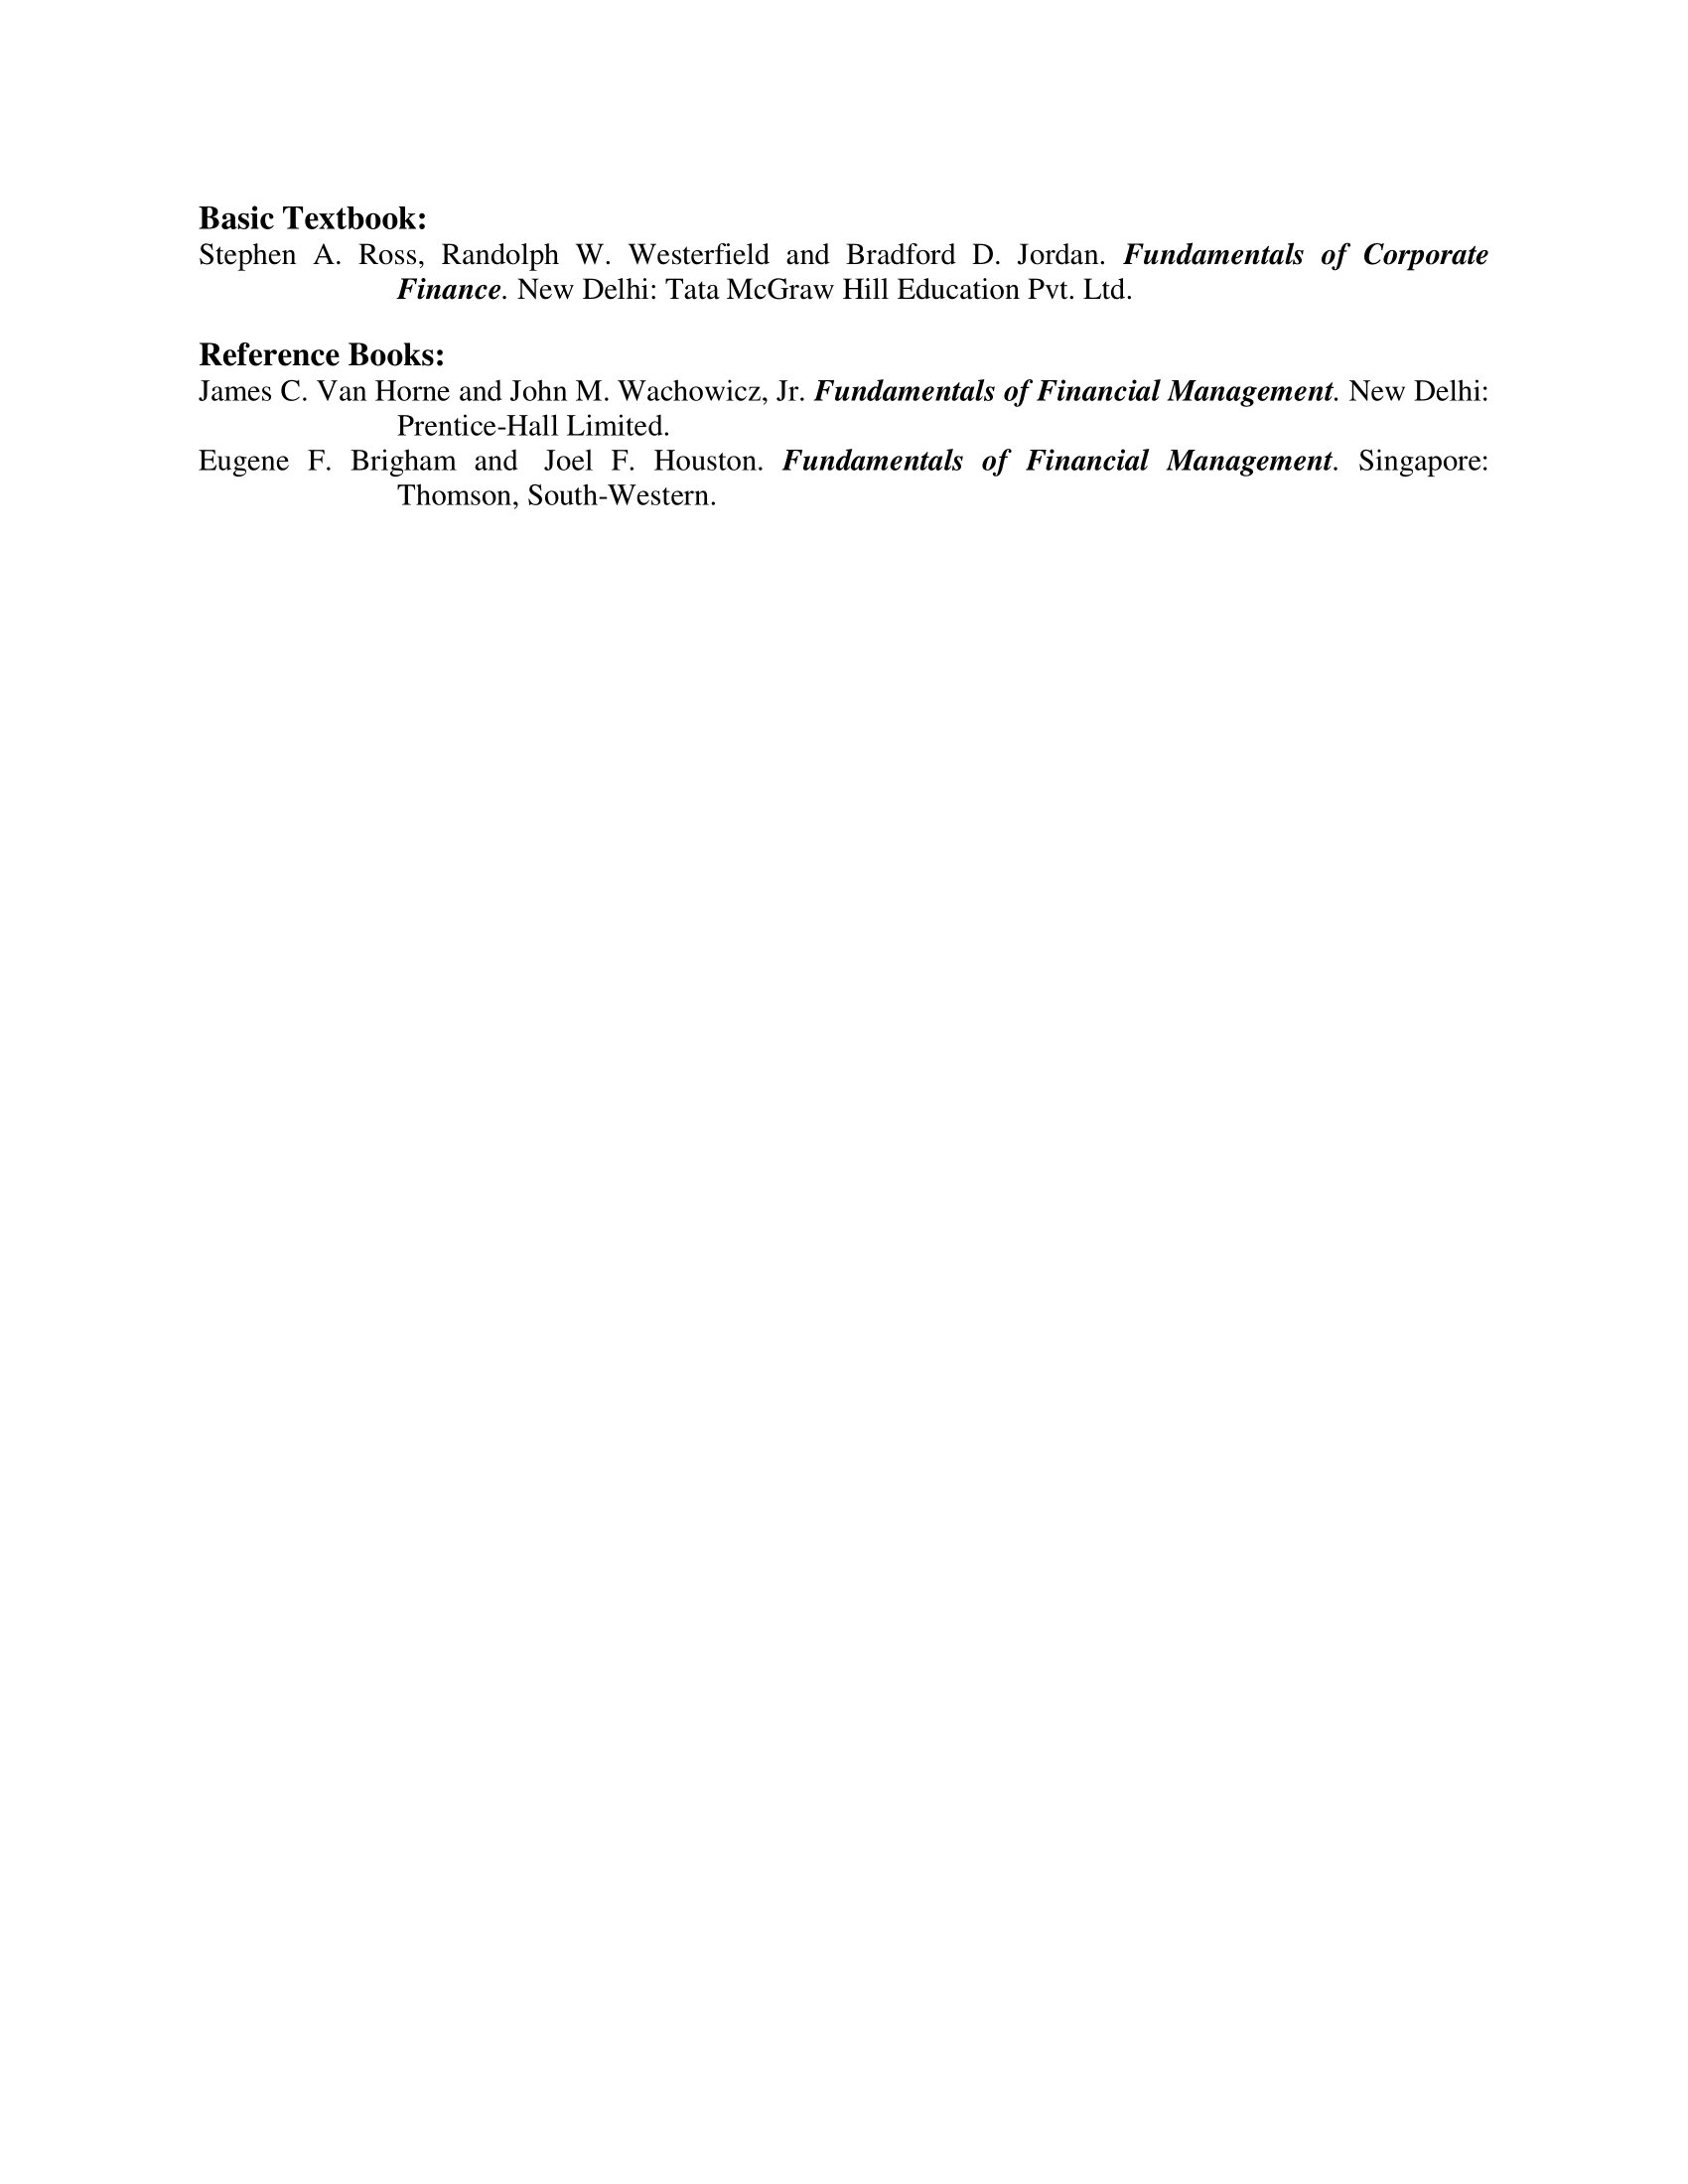 Basic Textbook:
Stephen A. Ross, Randolph W. Westerfield and Bradford D. Jordan. Fundamentals of Corporate
Finance. New Delhi: Tata McGraw Hill Education Pvt. Ltd.
Reference Books:
James C. Van Horne and John M. Wachowicz, Jr. Fundamentals of Financial Management. New Delhi:
Prentice-Hall Limited.
Eugene F. Brigham and Joel F. Houston. Fundamentals of Financial Management. Singapore:
Thomson, South-Western.